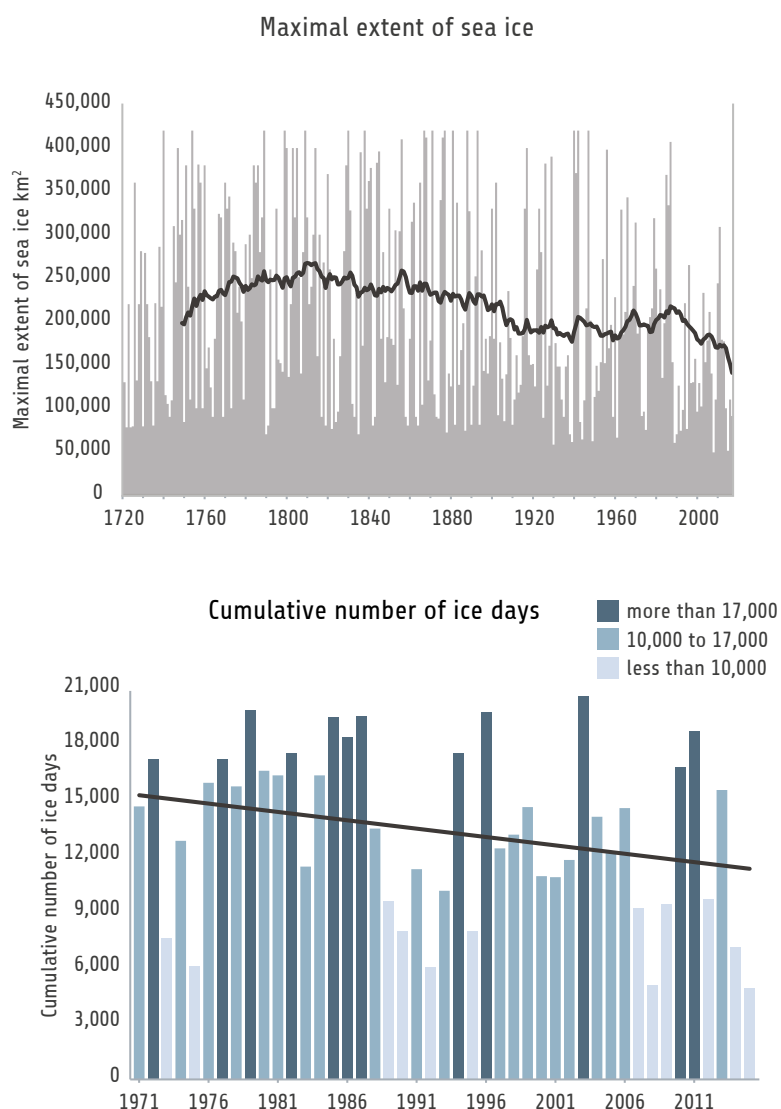 Maximal extent of sea ice
Maximal extent of sea ice km²
450,000
400,000
350,000
300,000
250,000
200,000
150,000
100,000
50,000
0
1720 1760 1800 1840 1880 1920 1960 2000
Cumulative number of ice days
more than 17,000
10,000 to 17,000
less than 10,000
Cumulative number of ice days
21,000
18,000
15,000
12,000
9,000
6,000
3,000
0
1971 1976 1981 1986 1991 1996 2001 2006 2011